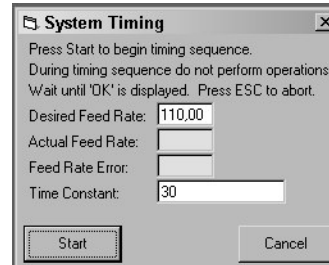 System Timing
Press Start to begin timing sequence.
During timing sequence do not perform operations
Wait until 'OK' is displayed. Press ESC to abort.
Desired Feed Rate: 110,00
Actual Feed Rate:
Feed Rate Error:
Time Constant: 30
Start Cancel